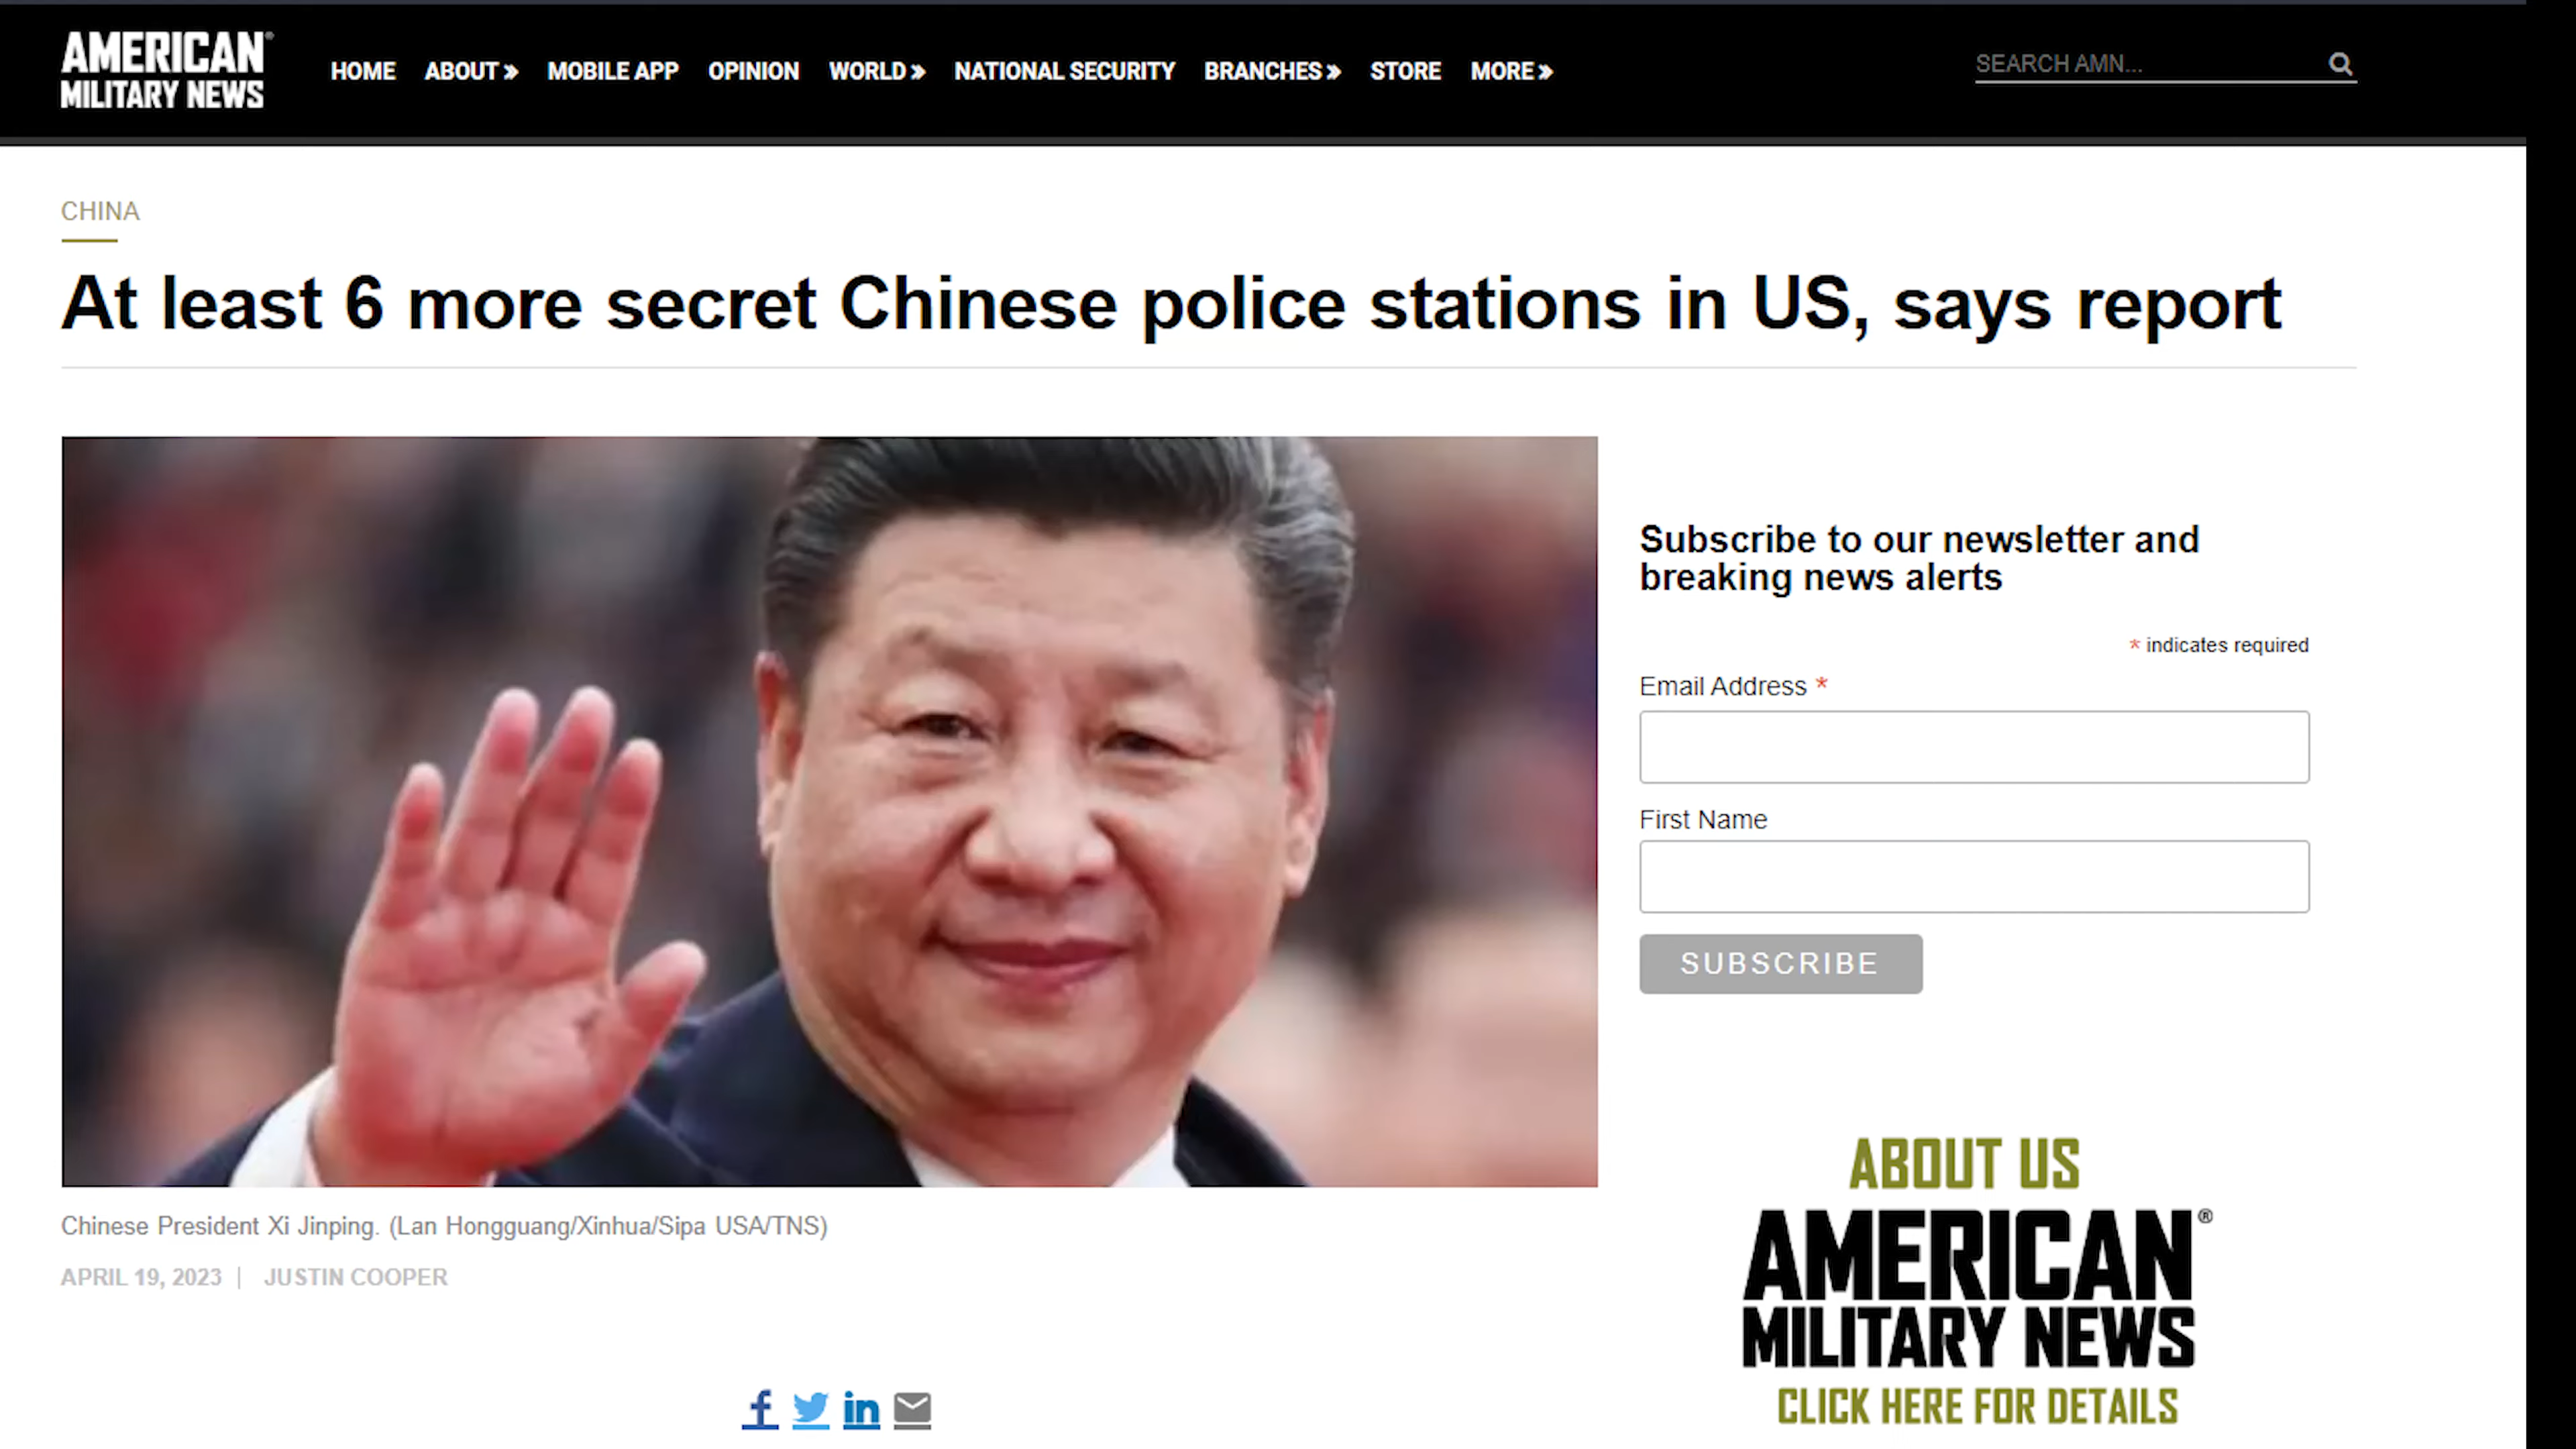 AMERICAN®
MILITARY NEWS
HOME ABOUT» MOBILE APP OPINION WORLD» NATIONAL SECURITY BRANCHES» STORE MORE»
SEARCH AMN...
CHINA
At least 6 more secret Chinese police stations in US, says report
Chinese President Xi Jinping. (Lan Hongguang/Xinhua/Sipa USA/TNS)
APRIL 19, 2023 | JUSTIN COOPER
f in
Subscribe to our newsletter and
breaking news alerts
* indicates required
Email Address *
First Name
SUBSCRIBE
ABOUT US
AMERICAN®
MILITARY NEWS
CLICK HERE FOR DETAILS